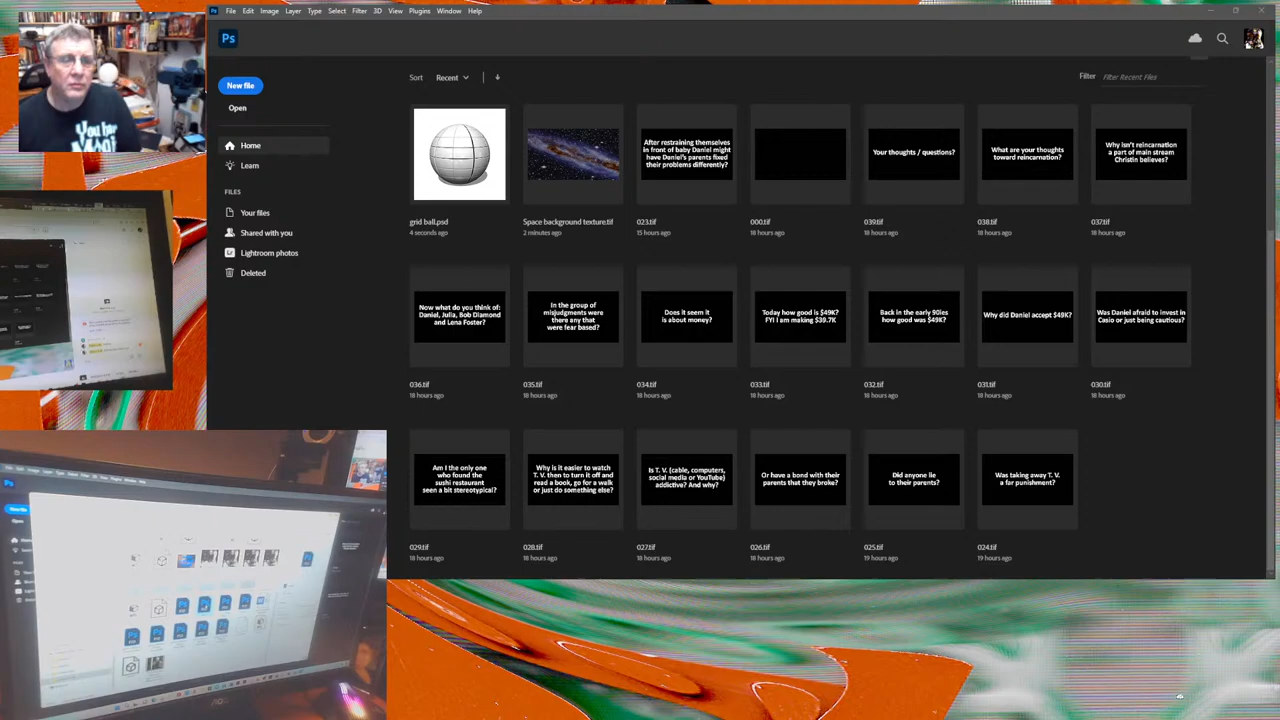 Ps
File Edit Image Layer Type Select Filter 3D View Plugins Window Help
Ps
New file
Open
Home
Learn
FILES
Your files
Shared with you
Lr Lightroom photos
Deleted
Sort Recent
Filter Filter Recent Files
After restraining themselves
in front of baby Daniel might
have Daniel's parents fixed
their problems differently?
Your thoughts / questions?
What are your thoughts
toward reincarnation?
Why isn't reincarnation
a part of main stream
Christin believes?
grid ball.psd
4 seconds ago
Space background texture.tif
2 minutes ago
023.tif
15 hours ago
000.tif
18 hours ago
039.tif
18 hours ago
038.tif
18 hours ago
037.tif
18 hours ago
Now what do you think of:
Daniel, Julia, Bob Diamond
and Lena Foster?
In the group of
misjudgments were
there any that
were fear based?
Does it seem it
is about money?
Today how good is $49K?
FYI I am making $39.7K
Back in the early 90ies
how good was $49K?
Why did Daniel accept $49K?
Was Daniel afraid to invest in
Casio or just being cautious?
036.tif
18 hours ago
035.tif
18 hours ago
034.tif
18 hours ago
033.tif
18 hours ago
032.tif
18 hours ago
031.tif
18 hours ago
030.tif
18 hours ago
Am I the only one
who found the
sushi restaurant
seen a bit stereotypical?
Why is it easier to watch
T. V. then to turn it off and
read a book, go for a walk
or just do something else?
Is T. V. (cable, computers,
social media or YouTube)
addictive? And why?
Or have a bond with their
parents that they broke?
Did anyone lie
to their parents?
Was taking away T. V.
a far punishment?
029.tif
18 hours ago
028.tif
18 hours ago
027.tif
18 hours ago
026.tif
18 hours ago
025.tif
19 hours ago
024.tif
19 hours ago